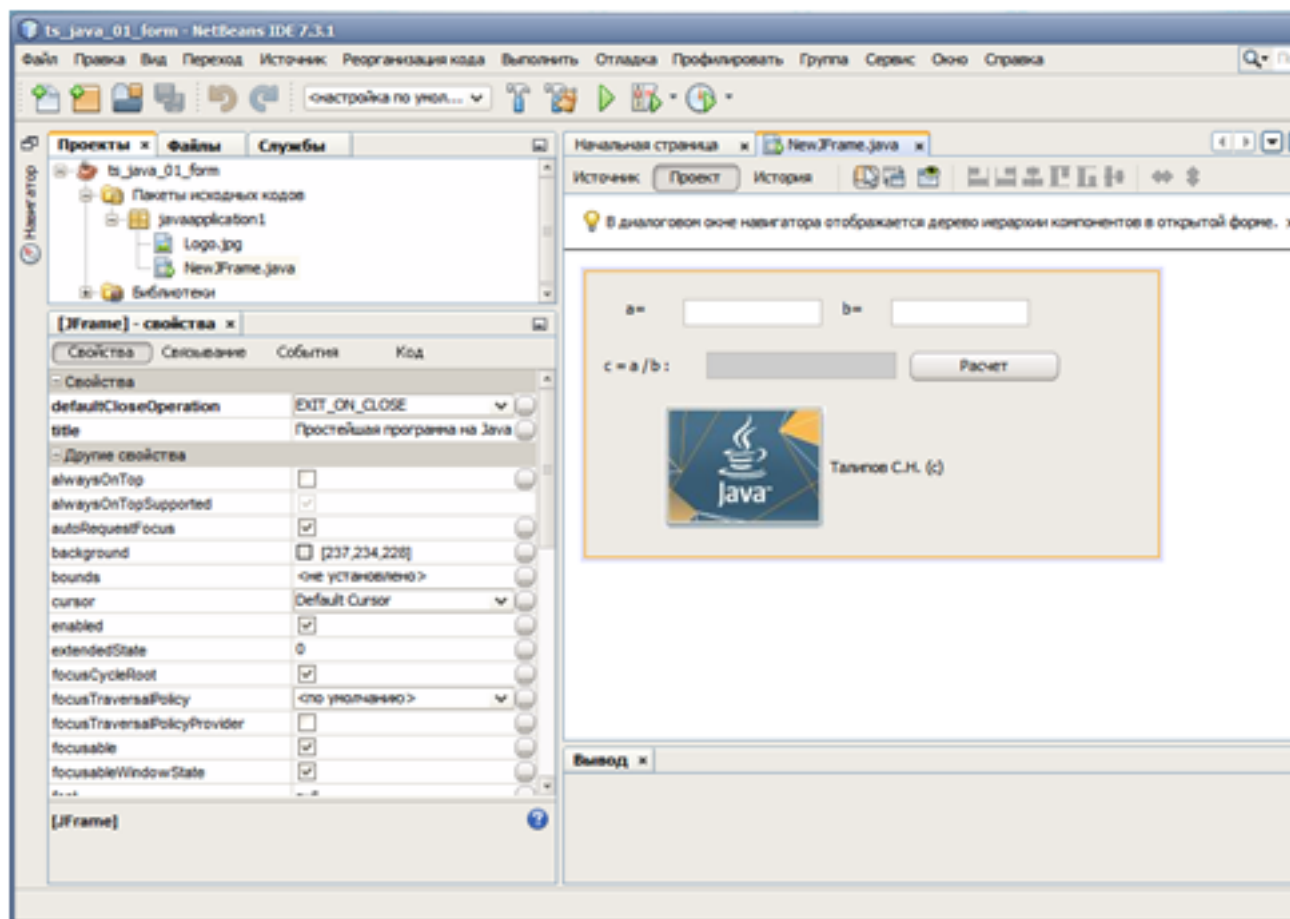 ts_java_01_form - NetBeans IDE 7.3.1
Файл Правка Вид Переход Источник Реорганизация кода Выполнить Отладка Профилировать Группа Сервис Окно Справка
<настройка по умол...
Проекты Файлы Службы
Навигатор
ts_java_01_form
Пакеты исходных кодов
javaapplication1
Logo.jpg
NewJFrame.java
Библиотеки
[JFrame] - свойства
Свойства Связывание События Код
Свойства
defaultCloseOperation EXIT_ON_CLOSE
title Простейшая программа на Java
Другие свойства
alwaysOnTop
alwaysOnTopSupported
autoRequestFocus
background [237,234,228]
bounds <не установлено>
cursor Default Cursor
enabled
extendedState 0
focusCycleRoot
focusTraversalPolicy <по умолчанию>
focusTraversalPolicyProvider
focusable
focusableWindowState
[JFrame]
Начальная страница NewJFrame.java
Источник Проект История
В диалоговом окне навигатора отображается дерево иерархии компонентов в открытой форме.
a= b=
c = a / b :
Расчет
Java
Талипов С.Н. (c)
Вывод